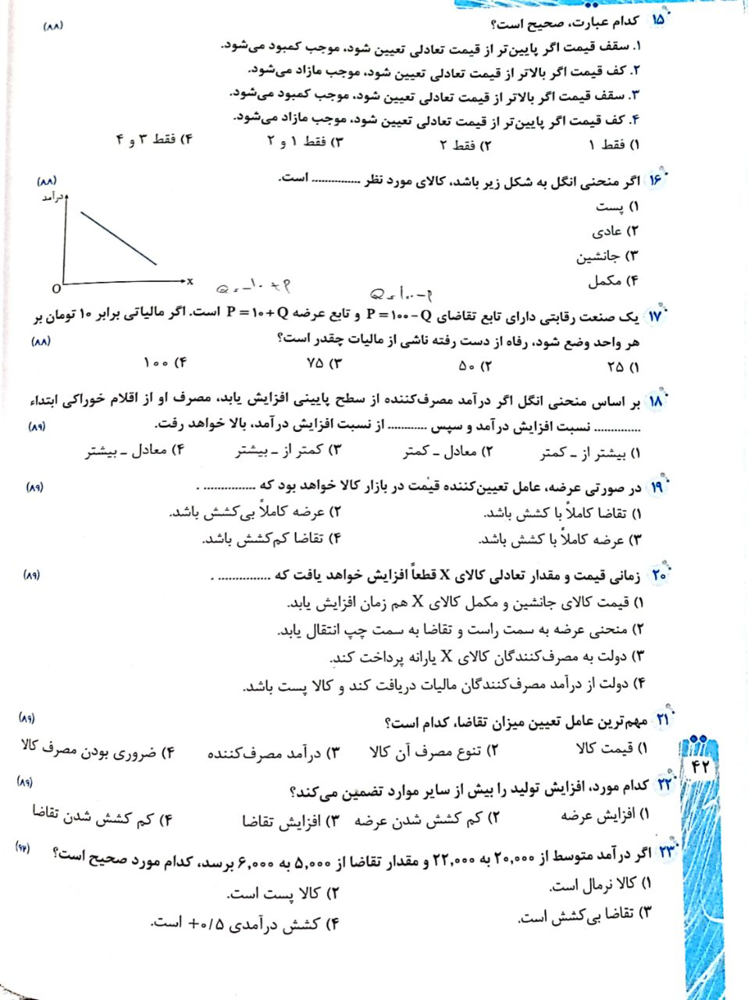 ۱۵ کدام عبارت، صحیح است؟ (۸۸)
۱. سقف قیمت اگر پایین‌تر از قیمت تعادلی تعیین شود، موجب کمبود می‌شود.
۲. کف قیمت اگر بالاتر از قیمت تعادلی تعیین شود، موجب مازاد می‌شود.
۳. سقف قیمت اگر بالاتر از قیمت تعادلی تعیین شود، موجب کمبود می‌شود.
۴. کف قیمت اگر پایین‌تر از قیمت تعادلی تعیین شود، موجب مازاد می‌شود.
۱) فقط ۱ ۲) فقط ۲ ۳) فقط ۱ و ۲ ۴) فقط ۳ و ۴
۱۶ اگر منحنی انگل به شکل زیر باشد، کالای مورد نظر .............. است. (۸۸)
۱) پست
۲) عادی
۳) جانشین
۴) مکمل
درآمد
O
x
Q = ۱۰۰ - P
Q = -۱۰ + P
۱۷ یک صنعت رقابتی دارای تابع تقاضای P = ۱۰۰ - Q و تابع عرضه P = ۱۰ + Q است. اگر مالیاتی برابر ۱۰ تومان بر
هر واحد وضع شود، رفاه از دست رفته ناشی از مالیات چقدر است؟ (۸۸)
۱) ۲۵ ۲) ۵۰ ۳) ۷۵ ۴) ۱۰۰
۱۸ بر اساس منحنی انگل اگر درآمد مصرف‌کننده از سطح پایینی افزایش یابد، مصرف او از اقلام خوراکی ابتداء
.............. نسبت افزایش درآمد و سپس ............ از نسبت افزایش درآمد، بالا خواهد رفت. (۸۹)
۱) بیشتر از ـ کمتر ۲) معادل ـ کمتر ۳) کمتر از ـ بیشتر ۴) معادل ـ بیشتر
۱۹ در صورتی عرضه، عامل تعیین‌کننده قیمت در بازار کالا خواهد بود که ............... . (۸۹)
۱) تقاضا کاملاً با کشش باشد. ۲) عرضه کاملاً بی‌کشش باشد.
۳) عرضه کاملاً با کشش باشد. ۴) تقاضا کم‌کشش باشد.
۲۰ زمانی قیمت و مقدار تعادلی کالای X قطعاً افزایش خواهد یافت که ............... . (۸۹)
۱) قیمت کالای جانشین و مکمل کالای X هم زمان افزایش یابد.
۲) منحنی عرضه به سمت راست و تقاضا به سمت چپ انتقال یابد.
۳) دولت به مصرف‌کنندگان کالای X یارانه پرداخت کند.
۴) دولت از درآمد مصرف‌کنندگان مالیات دریافت کند و کالا پست باشد.
۲۱ مهم‌ترین عامل تعیین میزان تقاضا، کدام است؟ (۸۹)
۱) قیمت کالا ۲) تنوع مصرف آن کالا ۳) درآمد مصرف‌کننده ۴) ضروری بودن مصرف کالا
۴۲
۲۲ کدام مورد، افزایش تولید را بیش از سایر موارد تضمین می‌کند؟ (۸۹)
۱) افزایش عرضه ۲) کم کشش شدن عرضه ۳) افزایش تقاضا ۴) کم کشش شدن تقاضا
۲۳ اگر درآمد متوسط از ۲۰,۰۰۰ به ۲۲,۰۰۰ و مقدار تقاضا از ۵,۰۰۰ به ۶,۰۰۰ برسد، کدام مورد صحیح است؟ (۹۴)
۱) کالا نرمال است. ۲) کالا پست است.
۳) تقاضا بی‌کشش است. ۴) کشش درآمدی ۰/۵+ است.